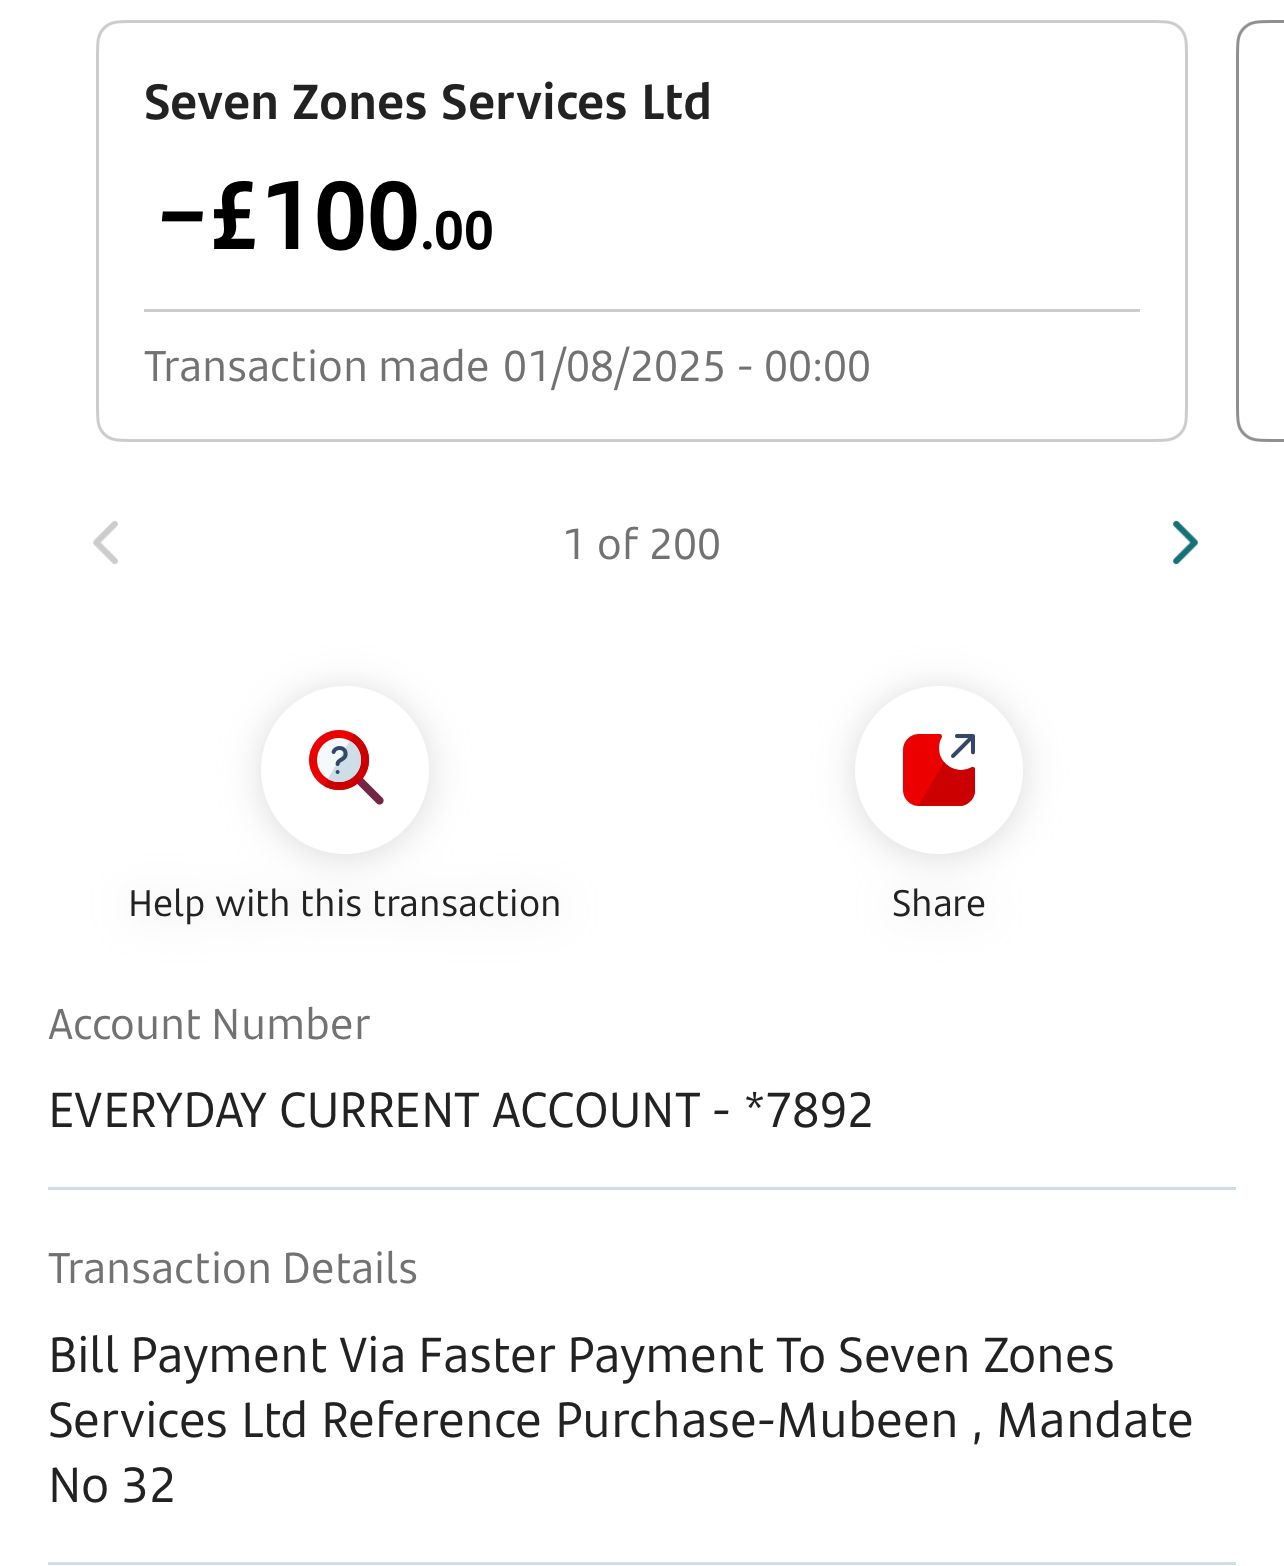 Seven Zones Services Ltd
−£100.00
Transaction made 01/08/2025 - 00:00
1 of 200
?
Help with this transaction
Share
Account Number
EVERYDAY CURRENT ACCOUNT - *7892
Transaction Details
Bill Payment Via Faster Payment To Seven Zones
Services Ltd Reference Purchase-Mubeen , Mandate
No 32